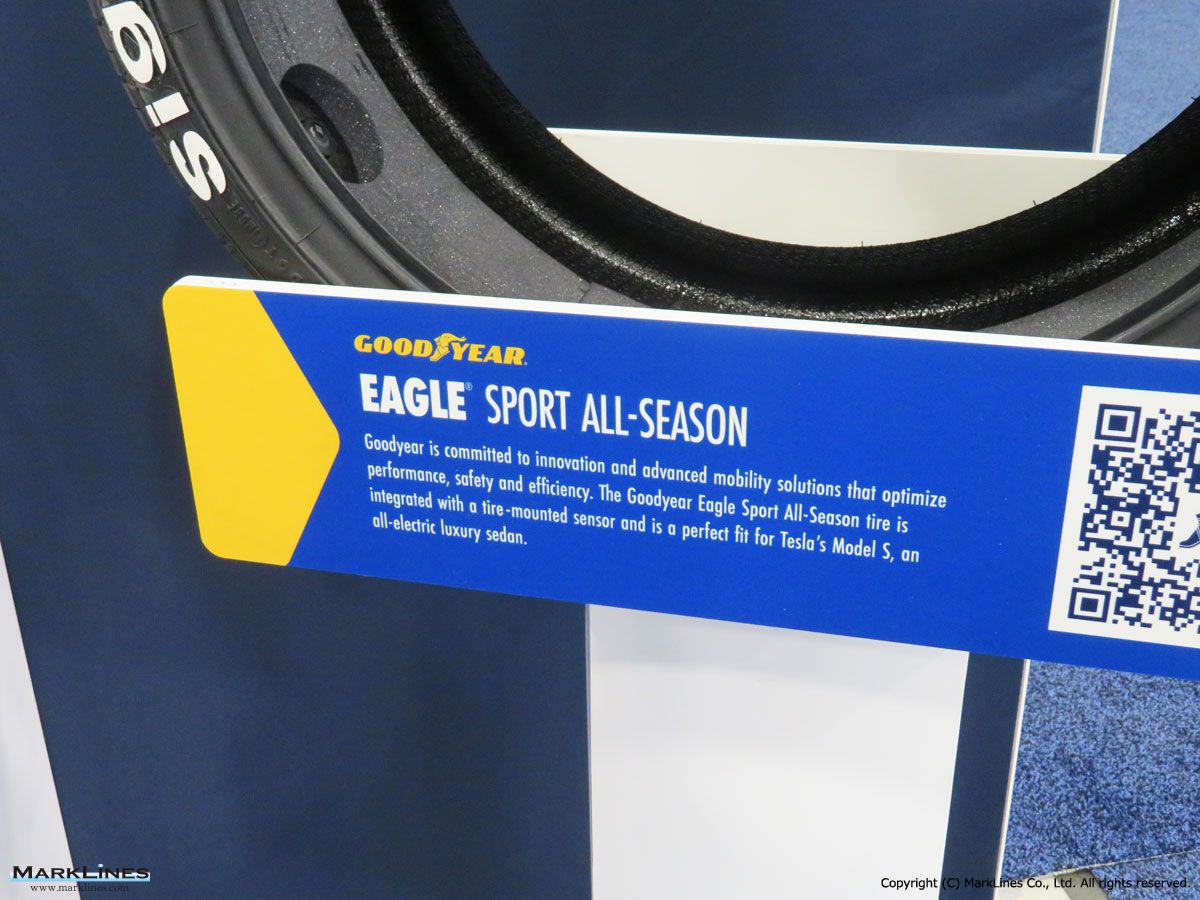 GOODYEAR
EAGLE® SPORT ALL-SEASON
Goodyear is committed to innovation and advanced mobility solutions that optimize
performance, safety and efficiency. The Goodyear Eagle Sport All-Season tire is
integrated with a tire-mounted sensor and is a perfect fit for Tesla's Model S, an
all-electric luxury sedan.
MARKLINES
www.marklines.com
Copyright (C) MarkLines Co., Ltd. All rights reserved.